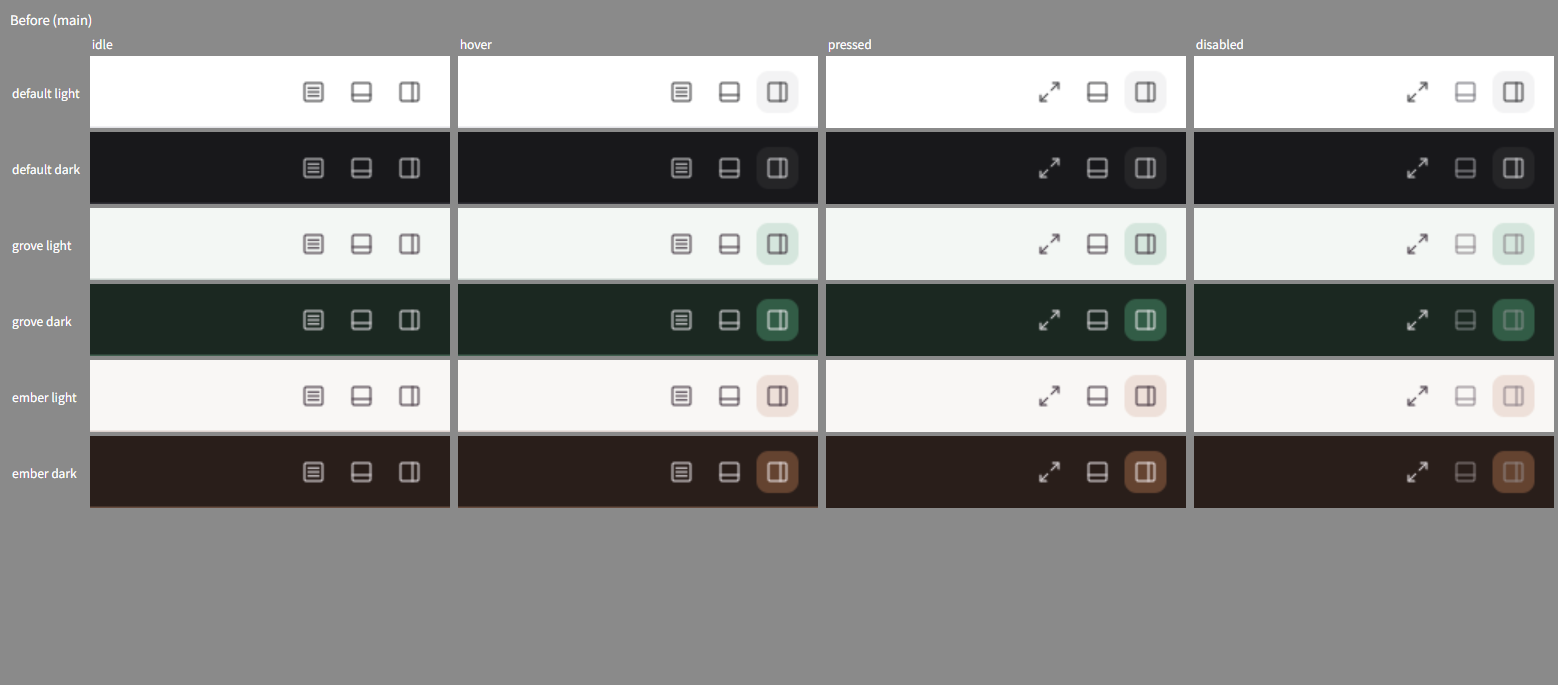 Before (main)
idle hover pressed disabled
default light
default dark
grove light
grove dark
ember light
ember dark